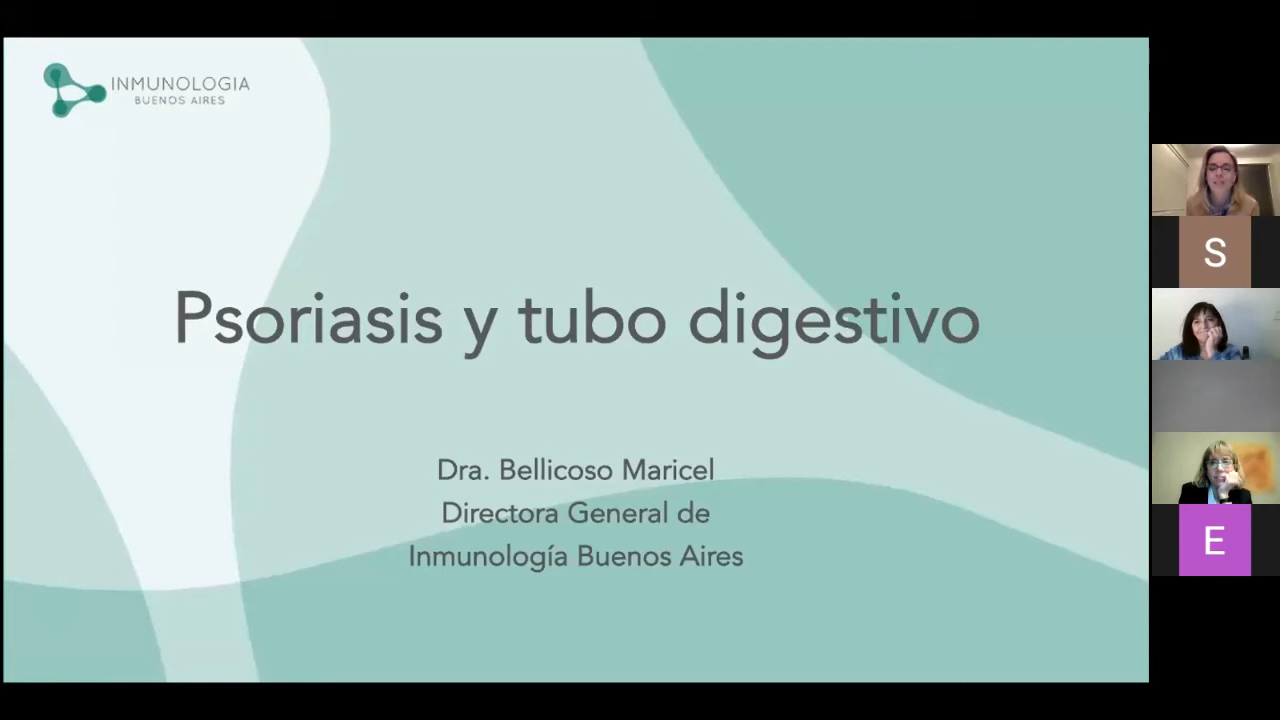 INMUNOLOGIA
BUENOS AIRES
Psoriasis y tubo digestivo
Dra. Bellicoso Maricel
Directora General de
Inmunología Buenos Aires
S
E